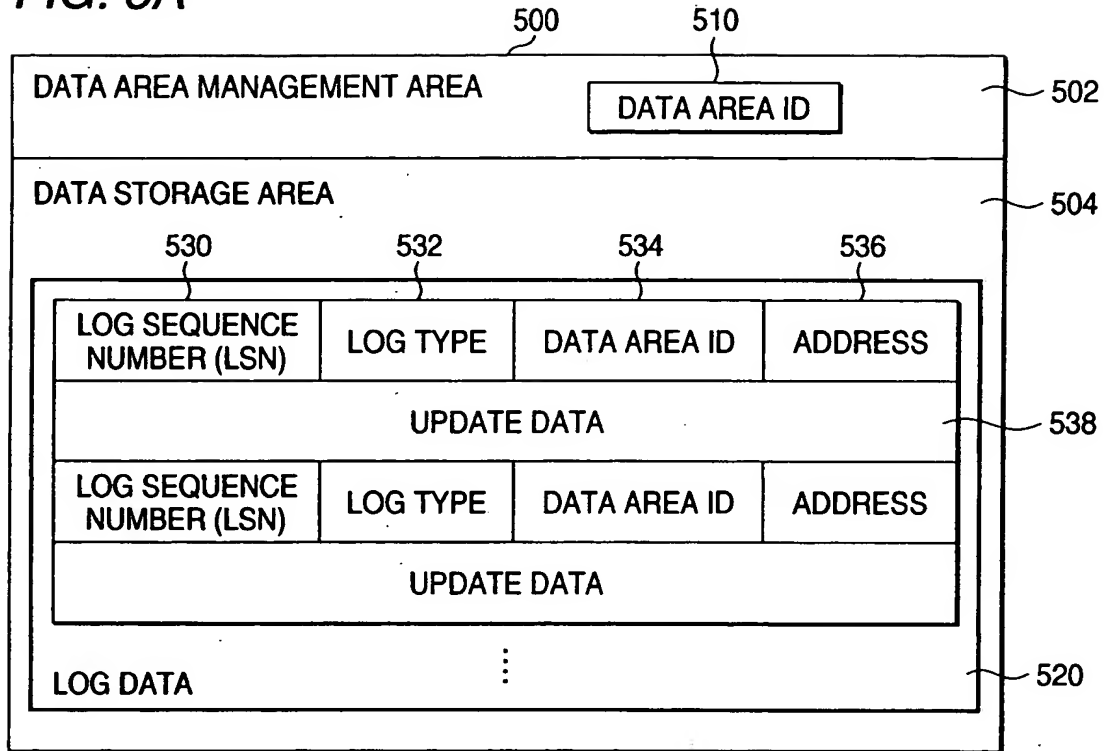 500 510
DATA AREA MANAGEMENT AREA
DATA AREA ID
502
DATA STORAGE AREA
504
530 532 534 536
LOG SEQUENCE NUMBER (LSN) LOG TYPE DATA AREA ID ADDRESS
UPDATE DATA
538
LOG SEQUENCE NUMBER (LSN) LOG TYPE DATA AREA ID ADDRESS
UPDATE DATA
LOG DATA
520